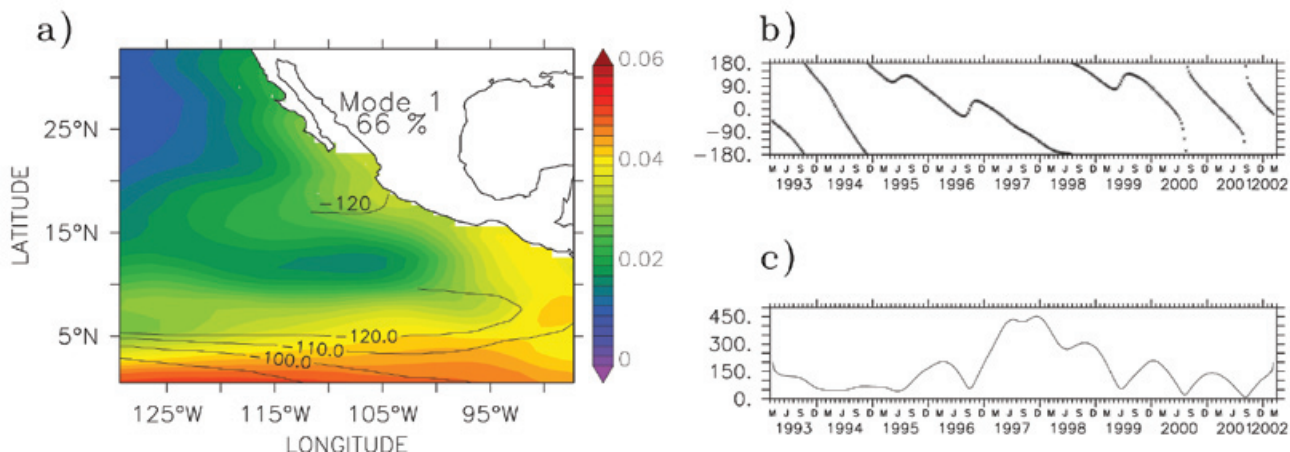 a)
LATITUDE
25°N
15°N
5°N
Mode 1
66 %
-120
-120.0
-110.0
-100.0
125°W 115°W 105°W 95°W
LONGITUDE
0.06
0.04
0.02
0
b)
180.
90.
0.
-90.
-180.
M J S D M J S D M J S D M J S D M J S D M J S D M J S D M J S D M J S D M
1993 1994 1995 1996 1997 1998 1999 2000 2001 2002
c)
450.
300.
150.
0.
M J S D M J S D M J S D M J S D M J S D M J S D M J S D M J S D M J S D M
1993 1994 1995 1996 1997 1998 1999 2000 2001 2002